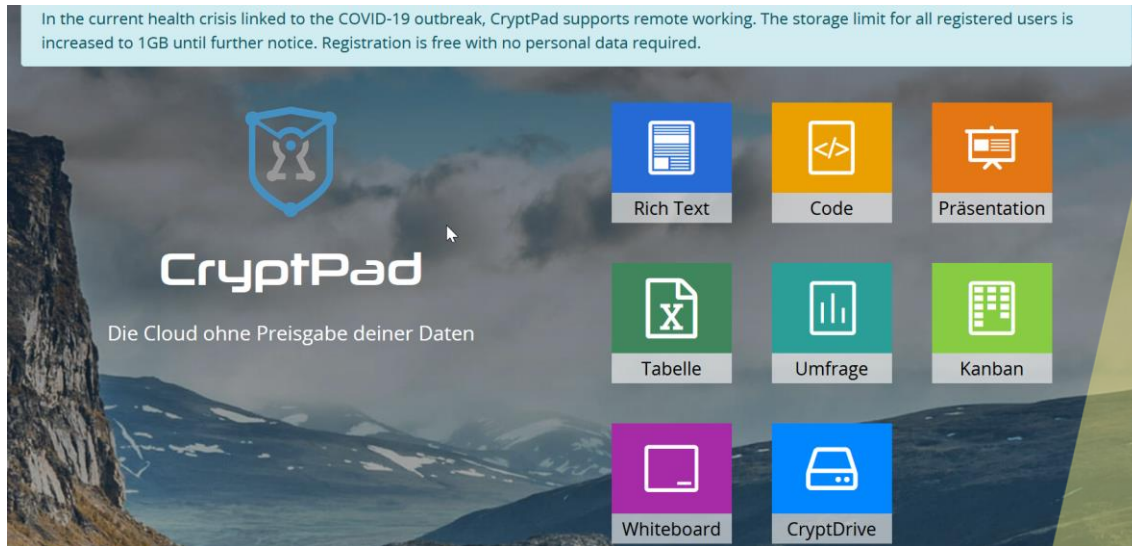 In the current health crisis linked to the COVID-19 outbreak, CryptPad supports remote working. The storage limit for all registered users is
increased to 1GB until further notice. Registration is free with no personal data required.
CryptPad
Die Cloud ohne Preisgabe deiner Daten
</>
Rich Text
Code
Präsentation
X
Tabelle
Umfrage
Kanban
Whiteboard
CryptDrive